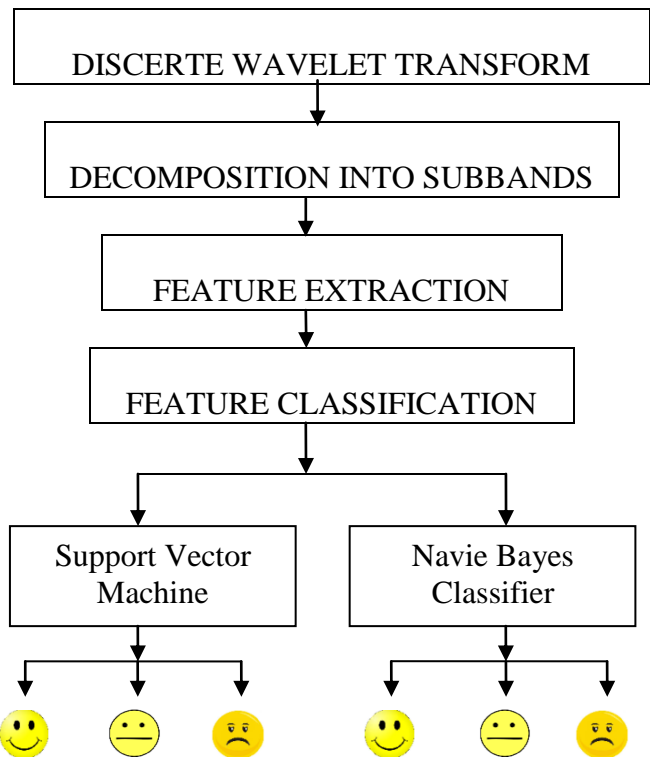 DISCERTE WAVELET TRANSFORM
DECOMPOSITION INTO SUBBANDS
FEATURE EXTRACTION
FEATURE CLASSIFICATION
Support Vector
Machine
Navie Bayes
Classifier